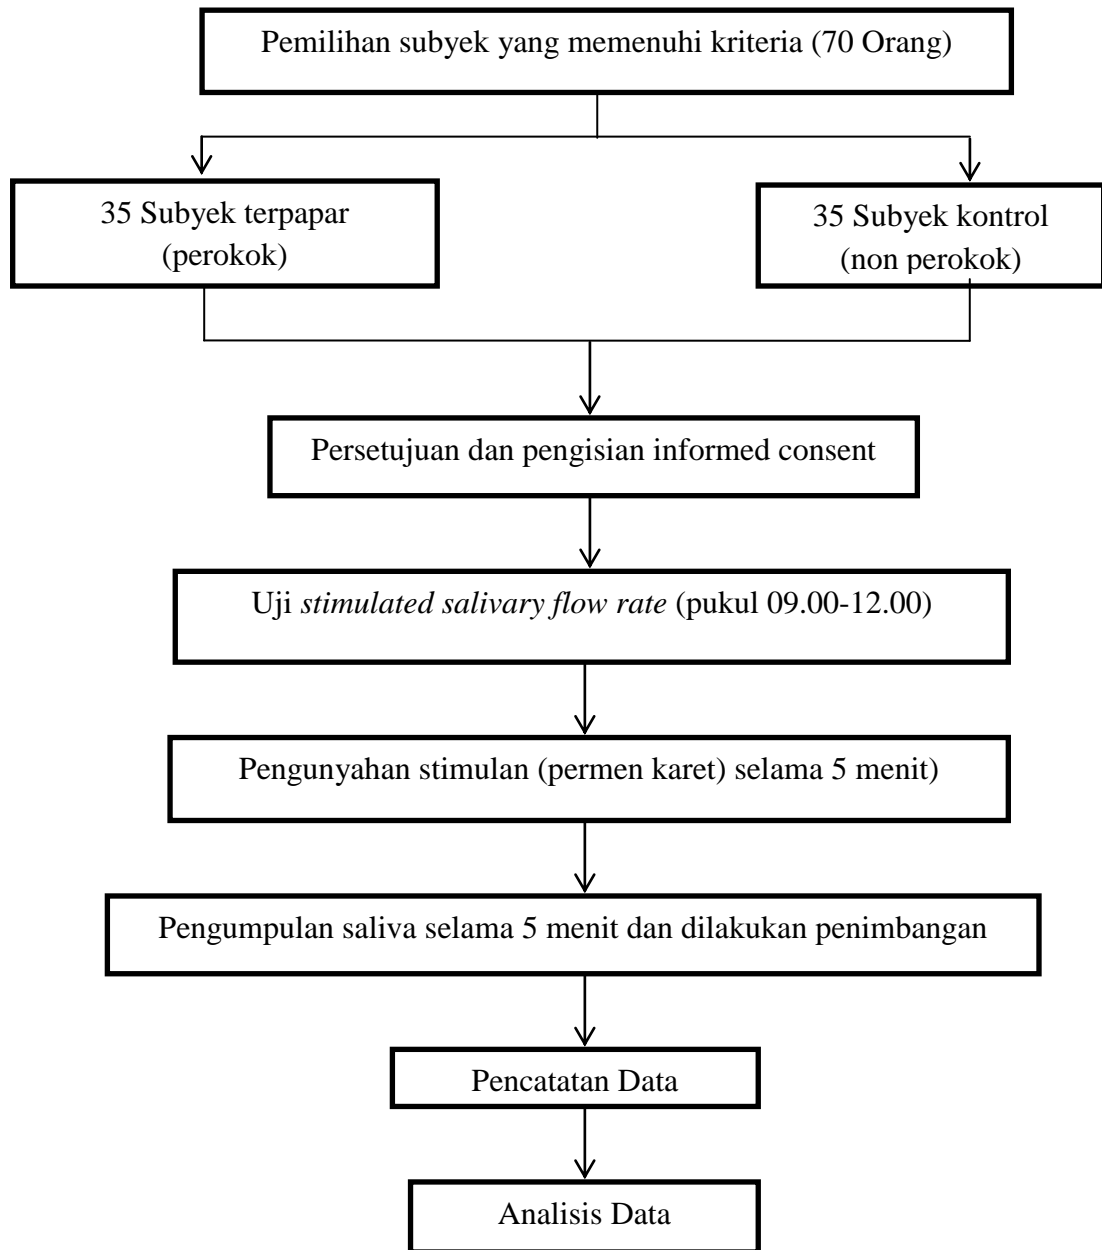 Pemilihan subyek yang memenuhi kriteria (70 Orang)
35 Subyek terpapar
(perokok)
35 Subyek kontrol
(non perokok)
Persetujuan dan pengisian informed consent
Uji stimulated salivary flow rate (pukul 09.00-12.00)
Pengunyahan stimulan (permen karet) selama 5 menit)
Pengumpulan saliva selama 5 menit dan dilakukan penimbangan
Pencatatan Data
Analisis Data